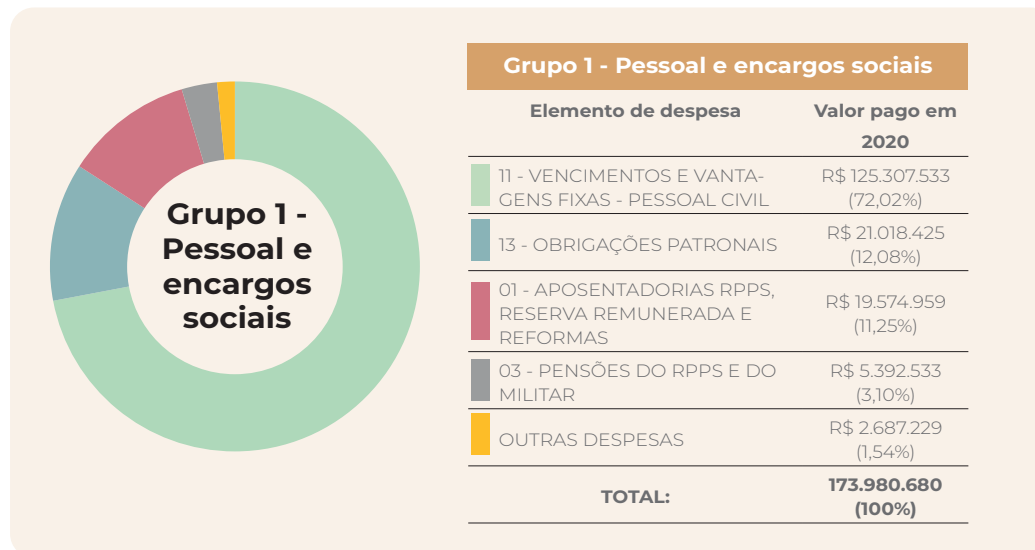 Grupo 1 -
Pessoal e
encargos
sociais
Grupo 1 - Pessoal e encargos sociais
Elemento de despesa
Valor pago em
2020
11 - VENCIMENTOS E VANTA-
GENS FIXAS - PESSOAL CIVIL
R$ 125.307.533
(72,02%)
13 - OBRIGAÇÕES PATRONAIS
R$ 21.018.425
(12,08%)
01 - APOSENTADORIAS RPPS,
RESERVA REMUNERADA E
REFORMAS
R$ 19.574.959
(11,25%)
03 - PENSÕES DO RPPS E DO
MILITAR
R$ 5.392.533
(3,10%)
OUTRAS DESPESAS
R$ 2.687.229
(1,54%)
TOTAL:
173.980.680
(100%)